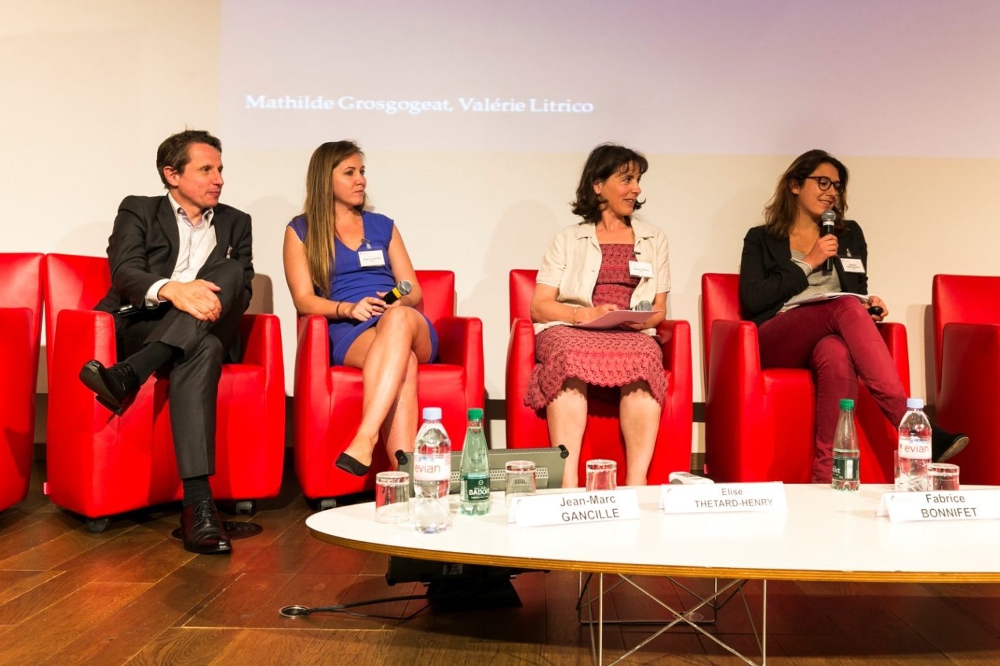 Mathilde Grosgogeat, Valérie Litrico
evian
BADOIT
Jean-Marc
GANCILLE
Elise
THETARD-HENRY
evian
Fabrice
BONNIFET